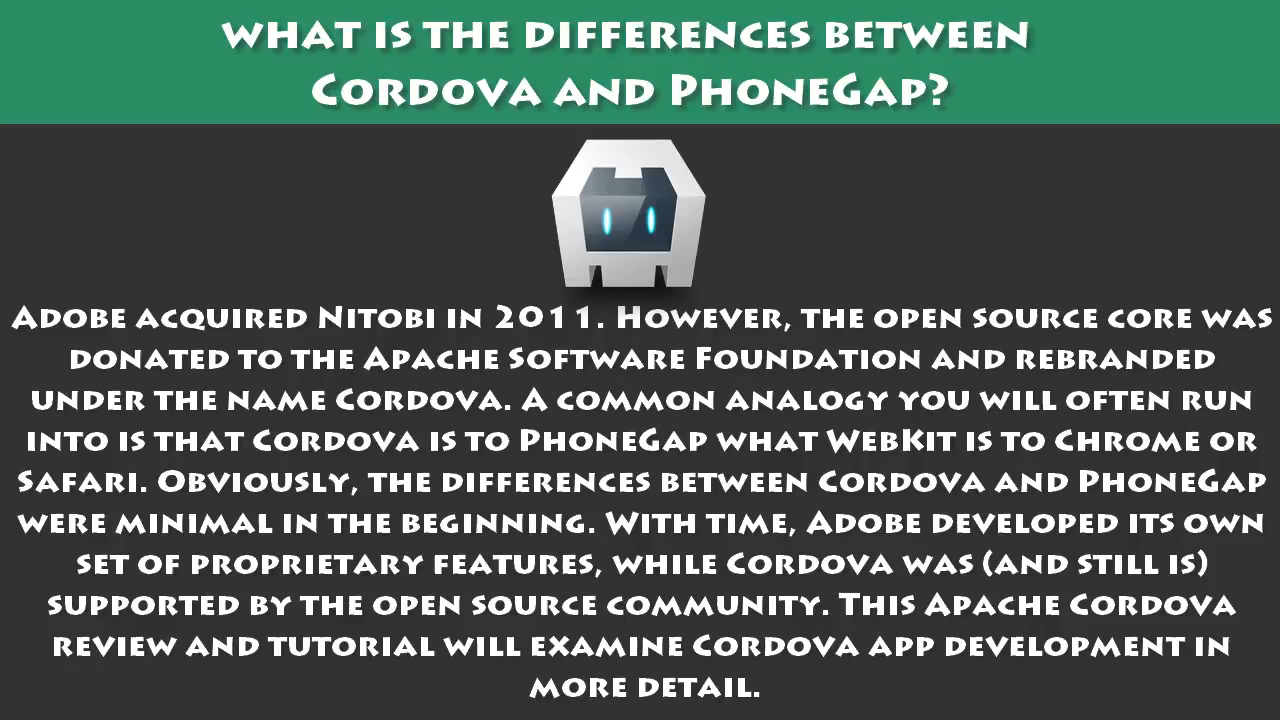 what is the differences between
Cordova and PhoneGap?
Adobe acquired Nitobi in 2011. However, the open source core was
donated to the Apache Software Foundation and rebranded
under the name Cordova. A common analogy you will often run
into is that Cordova is to PhoneGap what WebKit is to Chrome or
Safari. Obviously, the differences between Cordova and PhoneGap
were minimal in the beginning. With time, Adobe developed its own
set of proprietary features, while Cordova was (and still is)
supported by the open source community. This Apache Cordova
review and tutorial will examine Cordova app development in
more detail.